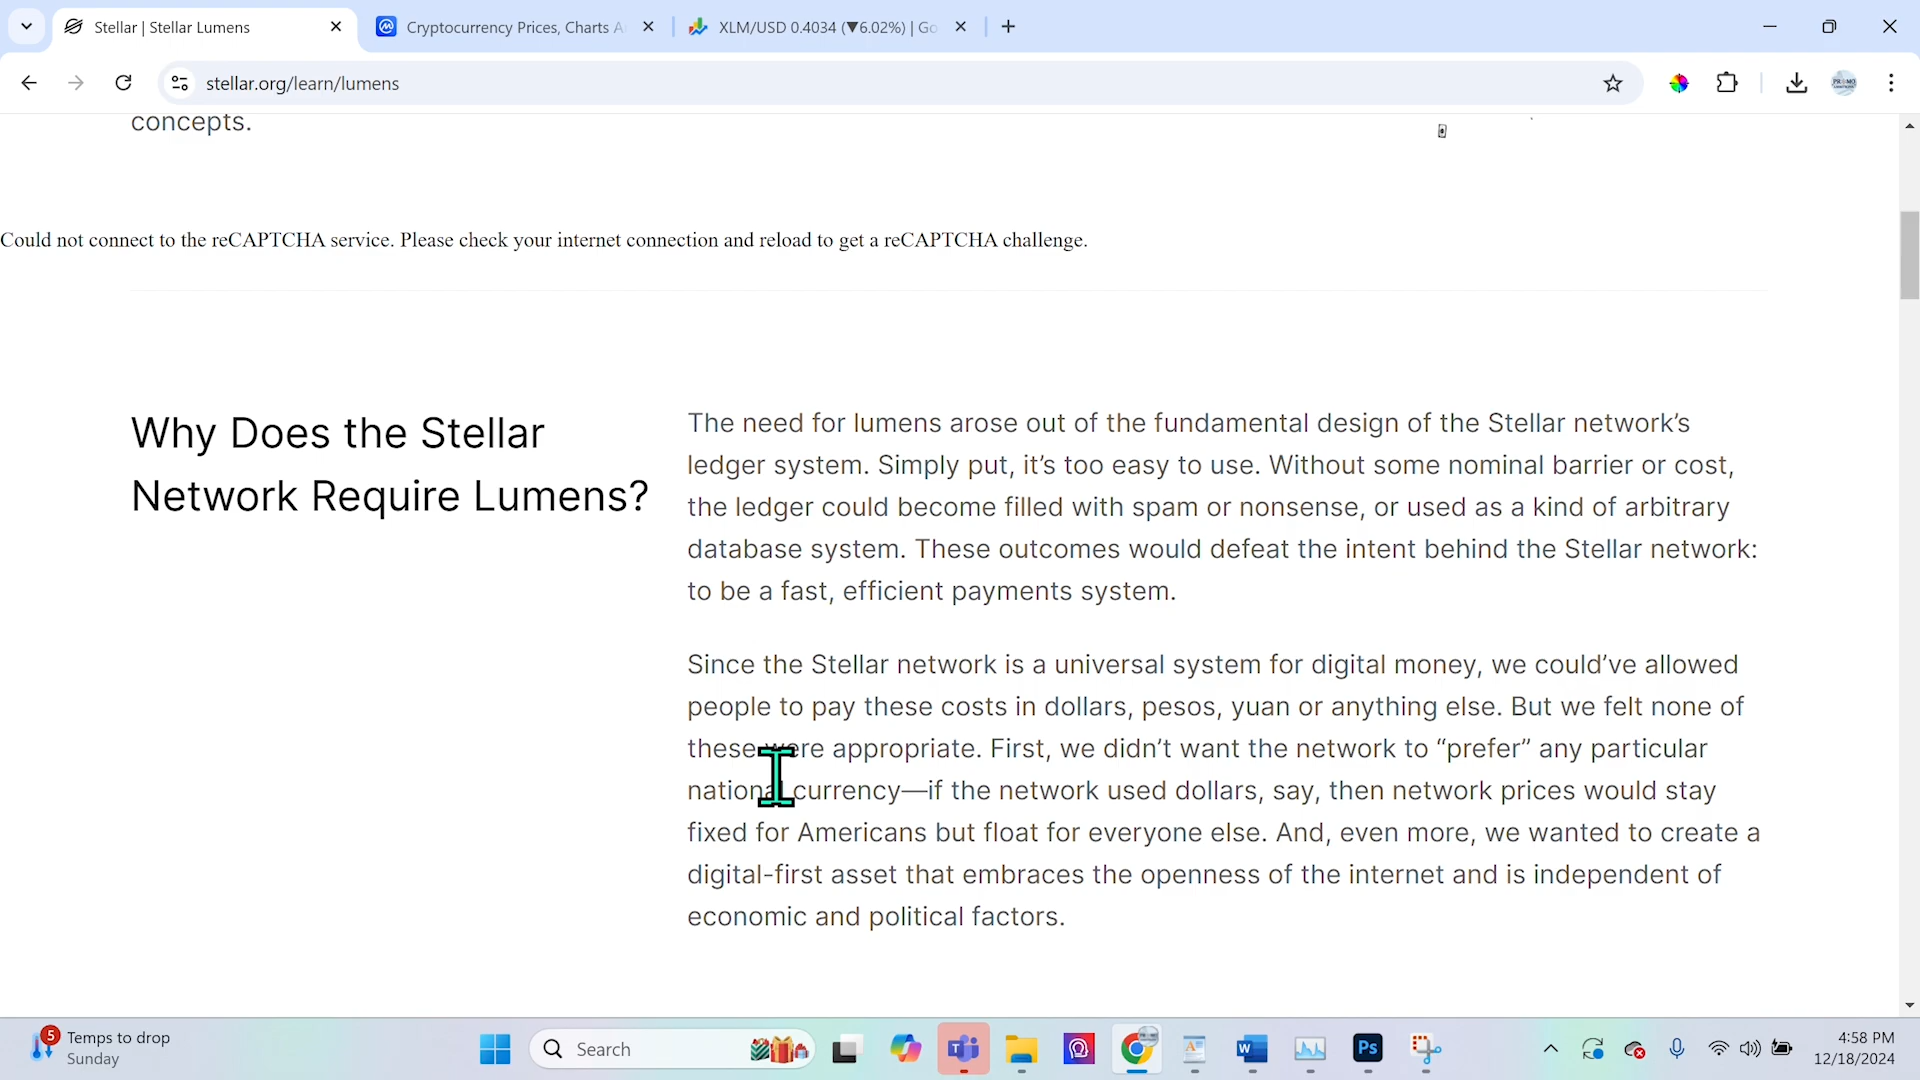 Stellar | Stellar Lumens
Cryptocurrency Prices, Charts A
XLM/USD 0.4034 (▼6.02%) | Go
stellar.org/learn/lumens
concepts.
Could not connect to the reCAPTCHA service. Please check your internet connection and reload to get a reCAPTCHA challenge.
Why Does the Stellar
Network Require Lumens?
The need for lumens arose out of the fundamental design of the Stellar network’s
ledger system. Simply put, it’s too easy to use. Without some nominal barrier or cost,
the ledger could become filled with spam or nonsense, or used as a kind of arbitrary
database system. These outcomes would defeat the intent behind the Stellar network:
to be a fast, efficient payments system.
Since the Stellar network is a universal system for digital money, we could’ve allowed
people to pay these costs in dollars, pesos, yuan or anything else. But we felt none of
these were appropriate. First, we didn’t want the network to “prefer” any particular
national currency—if the network used dollars, say, then network prices would stay
fixed for Americans but float for everyone else. And, even more, we wanted to create a
digital-first asset that embraces the openness of the internet and is independent of
economic and political factors.
5
Temps to drop
Sunday
Search
Ps
4:58 PM
12/18/2024